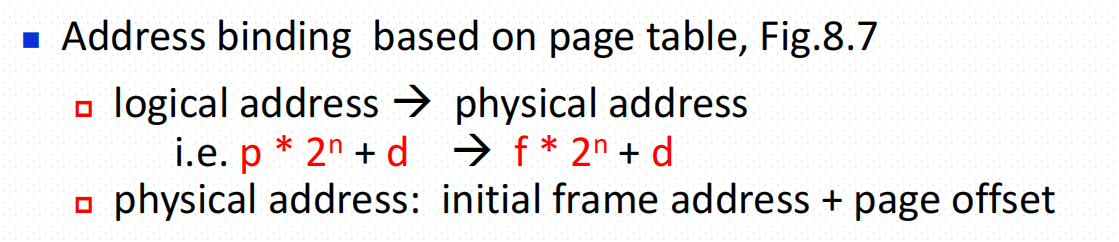 ■ Address binding based on page table, Fig.8.7
▫ logical address → physical address
i.e. p * 2ⁿ + d → f * 2ⁿ + d
▫ physical address: initial frame address + page offset